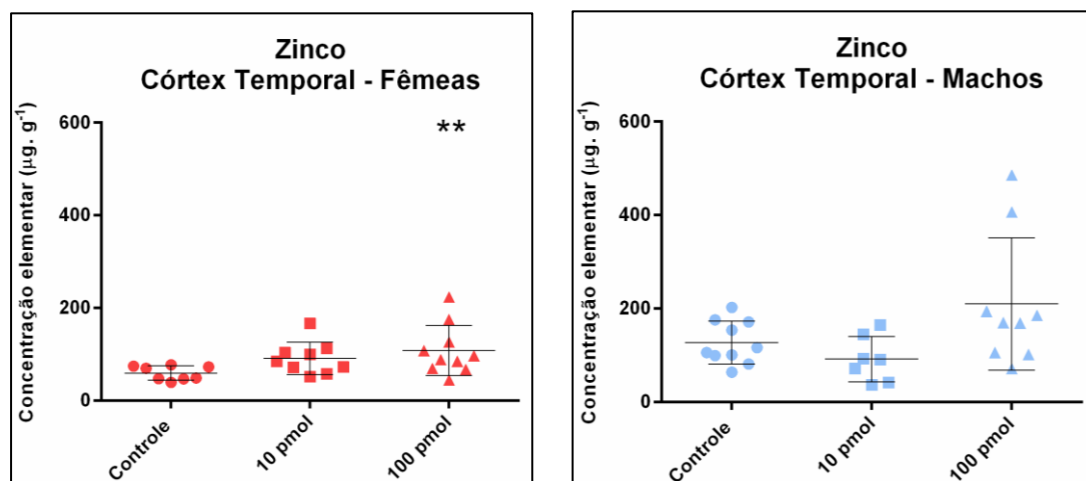 Zinco
Córtex Temporal - Fêmeas
Concentração elementar (µg. g⁻¹)
600
**
400
200
0
Controle
10 pmol
100 pmol
Zinco
Córtex Temporal - Machos
Concentração elementar (µg. g⁻¹)
600
400
200
0
Controle
10 pmol
100 pmol